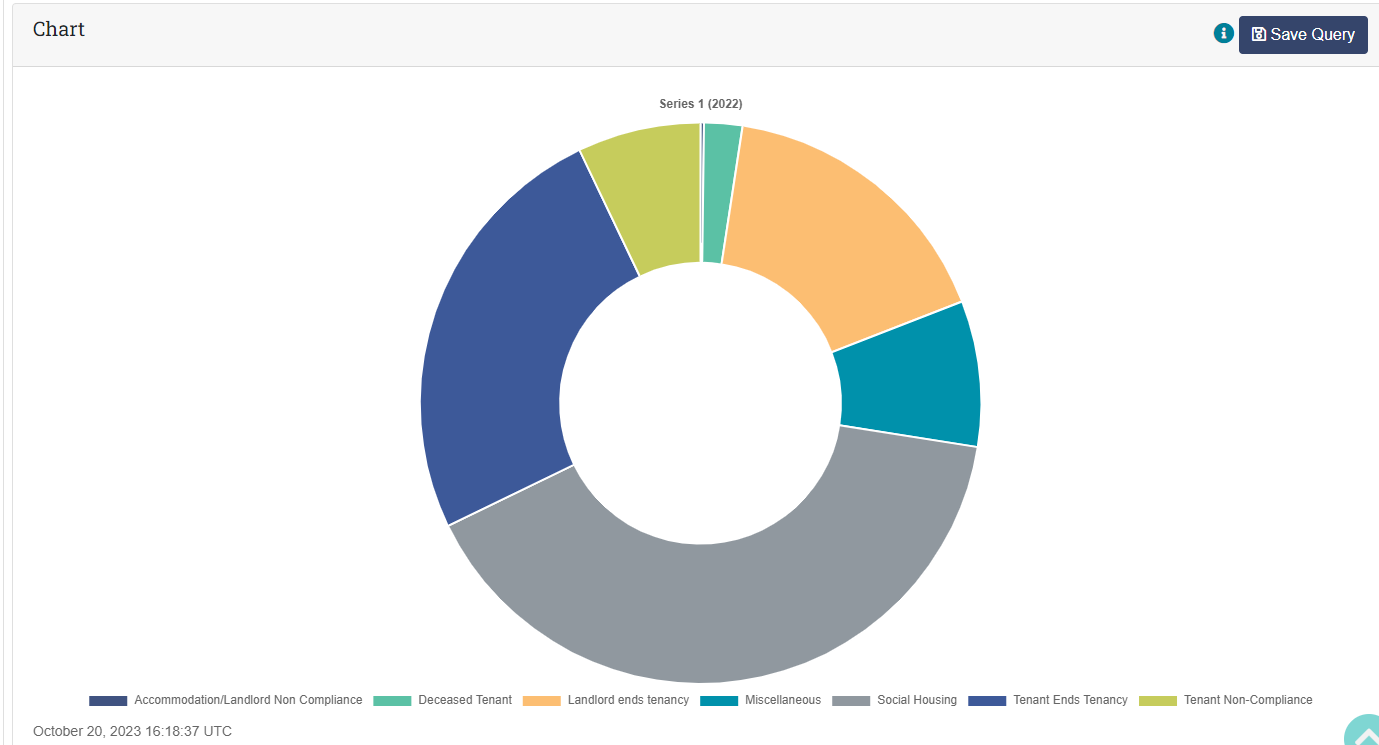 Chart
Save Query
Series 1 (2022)
Accommodation/Landlord Non Compliance Deceased Tenant Landlord ends tenancy Miscellaneous Social Housing Tenant Ends Tenancy Tenant Non-Compliance
October 20, 2023 16:18:37 UTC